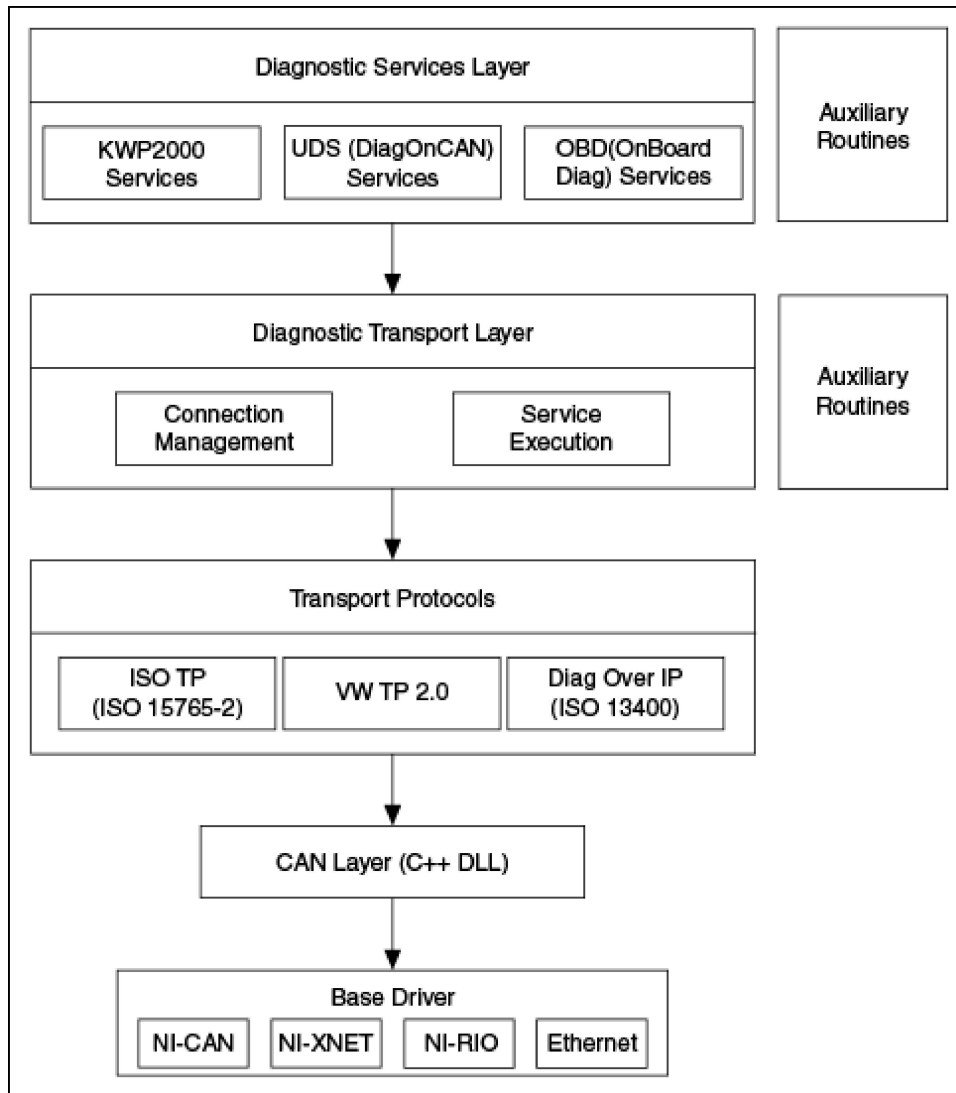 Diagnostic Services Layer
KWP2000
Services
UDS (DiagOnCAN)
Services
OBD(OnBoard
Diag) Services
Auxiliary
Routines
Diagnostic Transport Layer
Connection
Management
Service
Execution
Auxiliary
Routines
Transport Protocols
ISO TP
(ISO 15765-2)
VW TP 2.0
Diag Over IP
(ISO 13400)
CAN Layer (C++ DLL)
Base Driver
NI-CAN
NI-XNET
NI-RIO
Ethernet